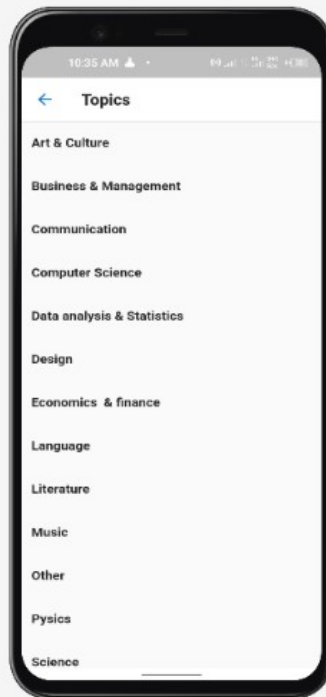 10:35 AM
Topics
Art & Culture
Business & Management
Communication
Computer Science
Data analysis & Statistics
Design
Economics & finance
Language
Literature
Music
Other
Pysics
Science